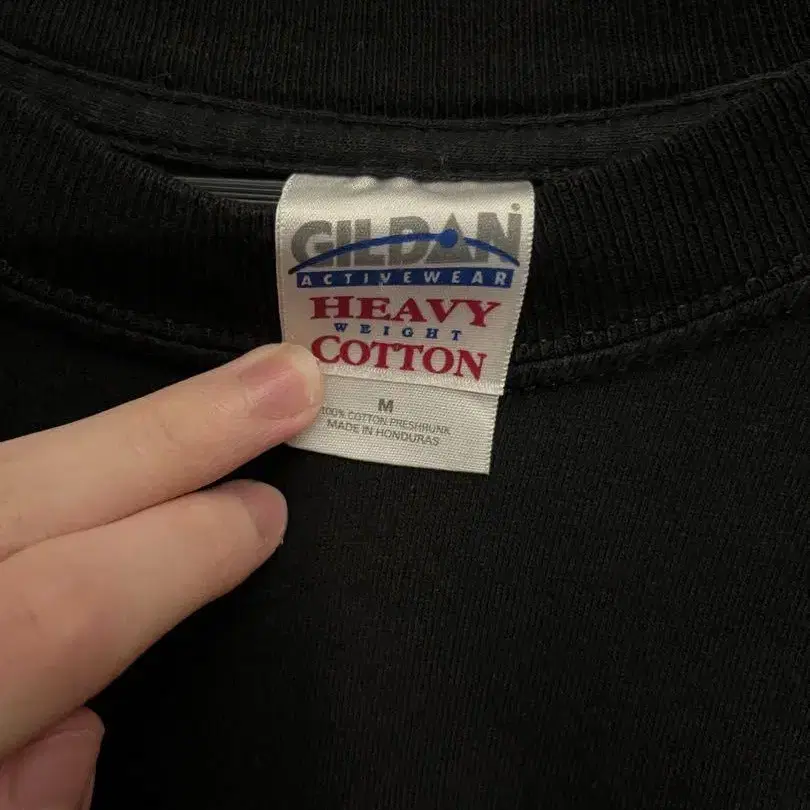 GILDAN®
ACTIVEWEAR
HEAVY
WEIGHT
COTTON
M
100% COTTON PRESHRUNK
MADE IN HONDURAS